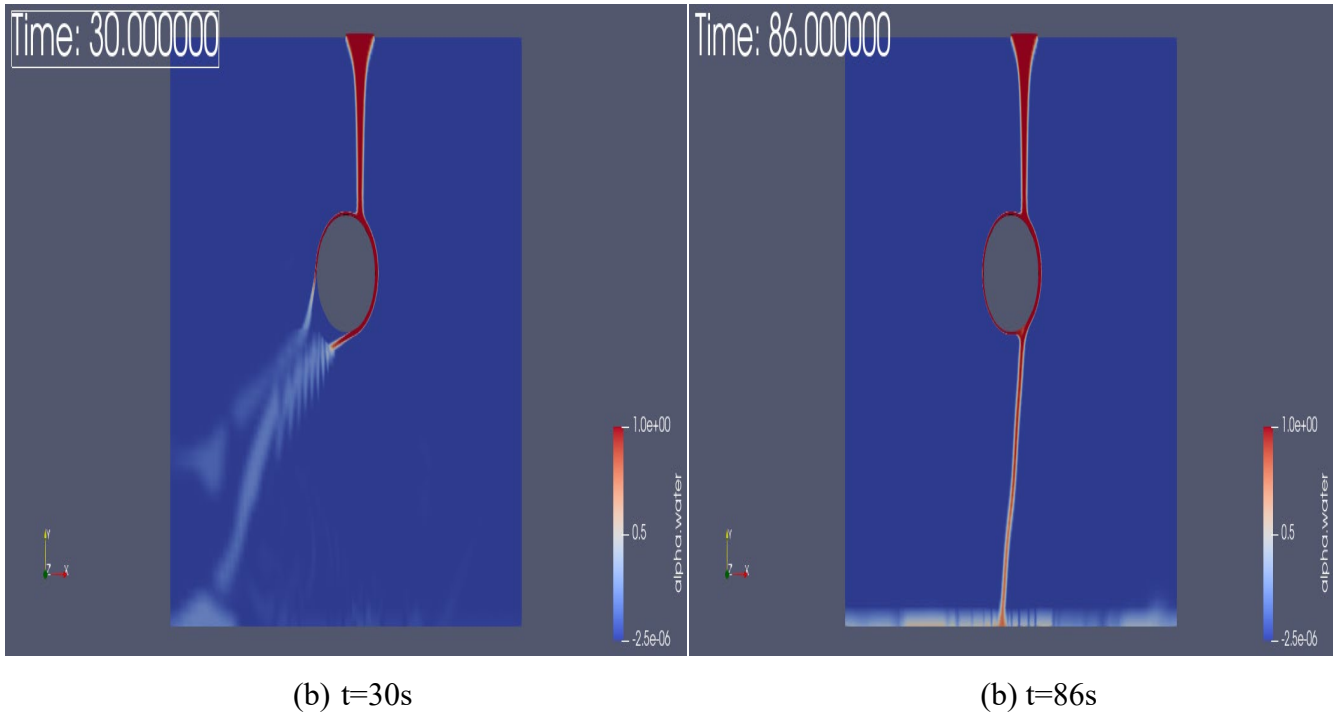 Time: 30.000000
1.0e+00
0.5
-2.5e-06
alpha.water
Y
Z X
(b) t=30s
Time: 86.000000
1.0e+00
0.5
-2.5e-06
alpha.water
Y
Z X
(b) t=86s